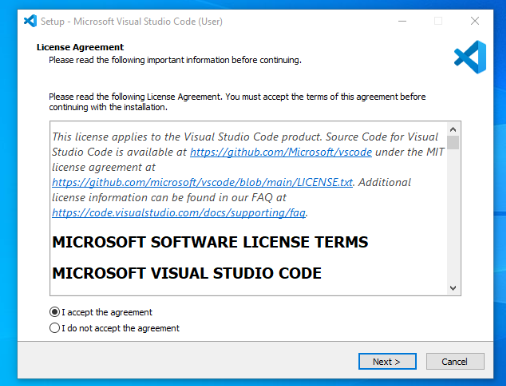 Setup - Microsoft Visual Studio Code (User)
License Agreement
Please read the following important information before continuing.
Please read the following License Agreement. You must accept the terms of this agreement before
continuing with the installation.
This license applies to the Visual Studio Code product. Source Code for Visual
Studio Code is available at https://github.com/Microsoft/vscode under the MIT
license agreement at
https://github.com/microsoft/vscode/blob/main/LICENSE.txt. Additional
license information can be found in our FAQ at
https://code.visualstudio.com/docs/supporting/faq.
MICROSOFT SOFTWARE LICENSE TERMS
MICROSOFT VISUAL STUDIO CODE
I accept the agreement
I do not accept the agreement
Next >
Cancel